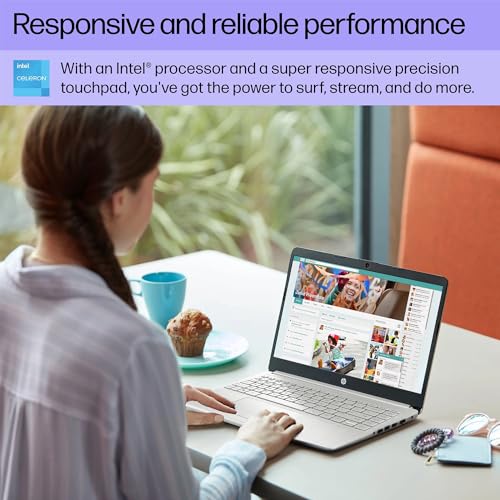 Responsive and reliable performance
intel
CELERON
With an Intel® processor and a super responsive precision
touchpad, you've got the power to surf, stream, and do more.
hp